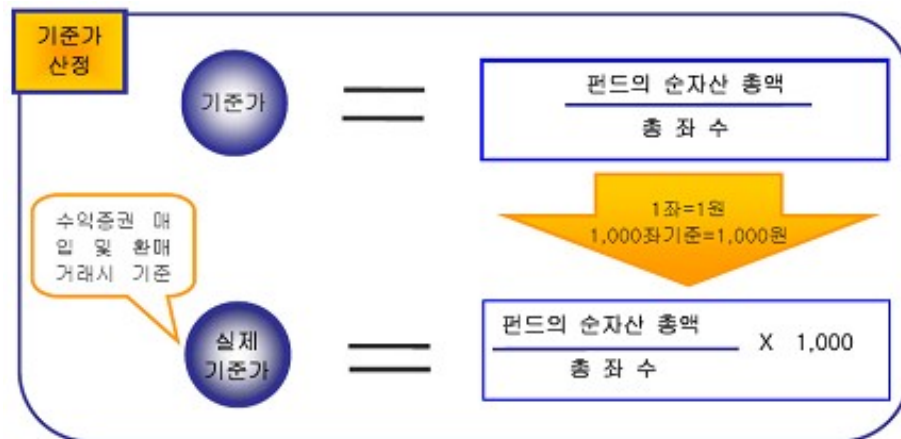 기준가
산정
기준가
펀드의 순자산 총액
총 좌 수
1좌=1원
1,000좌기준=1,000원
수익증권 매
입 및 환매
거래시 기준
실제
기준가
펀드의 순자산 총액
X 1,000
총 좌 수